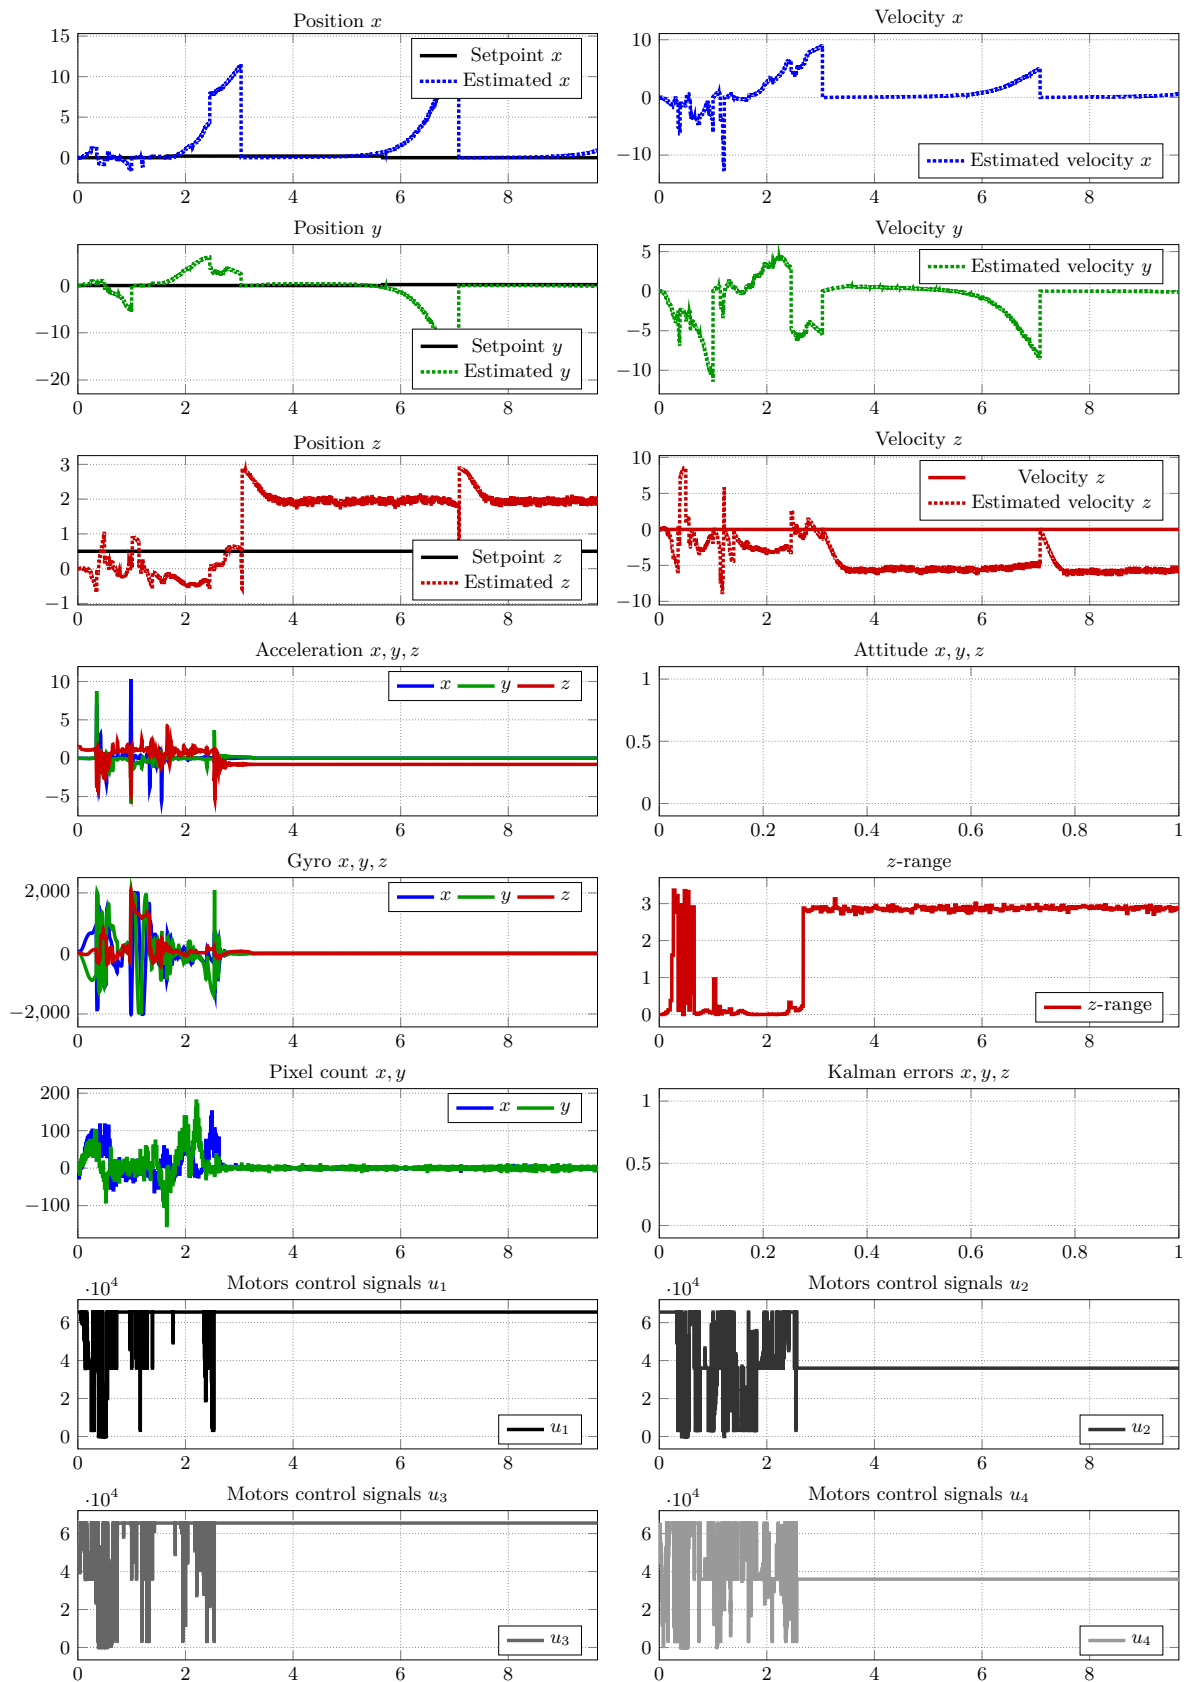 Position x
15
10
5
0
Setpoint x
Estimated x
0 2 4 6 8
Velocity x
10
0
−10
Estimated velocity x
0 2 4 6 8
Position y
0
−10
−20
Setpoint y
Estimated y
0 2 4 6 8
Velocity y
5
0
−5
−10
Estimated velocity y
0 2 4 6 8
Position z
3
2
1
0
−1
Setpoint z
Estimated z
0 2 4 6 8
Velocity z
10
5
0
−5
−10
Velocity z
Estimated velocity z
0 2 4 6 8
Acceleration x, y, z
10
5
0
−5
x y z
0 2 4 6 8
Attitude x, y, z
1
0.5
0
0 0.2 0.4 0.6 0.8 1
Gyro x, y, z
2,000
0
−2,000
x y z
0 2 4 6 8
z-range
3
2
1
0
z-range
0 2 4 6 8
Pixel count x, y
200
100
0
−100
x y
0 2 4 6 8
Kalman errors x, y, z
1
0.5
0
0 0.2 0.4 0.6 0.8 1
·10⁴
Motors control signals u₁
6
4
2
0
u₁
0 2 4 6 8
·10⁴
Motors control signals u₂
6
4
2
0
u₂
0 2 4 6 8
·10⁴
Motors control signals u₃
6
4
2
0
u₃
0 2 4 6 8
·10⁴
Motors control signals u₄
6
4
2
0
u₄
0 2 4 6 8